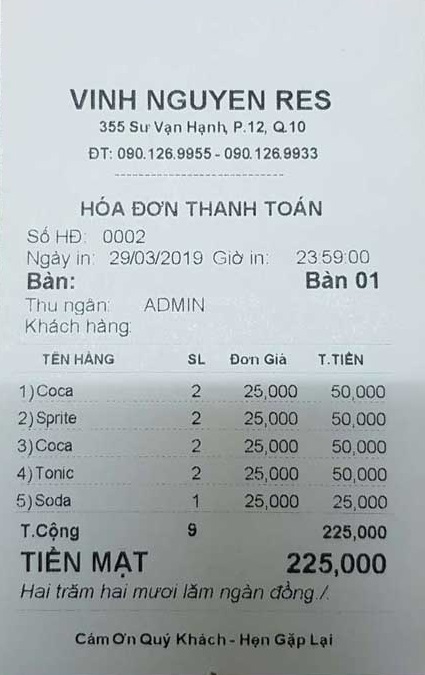 VINH NGUYEN RES
355 Sư Vạn Hạnh, P.12, Q.10
ĐT: 090.126.9955 - 090.126.9933
HÓA ĐƠN THANH TOÁN
Số HĐ: 0002
Ngày in: 29/03/2019 Giờ in: 23:59:00
Bàn: Bàn 01
Thu ngân: ADMIN
Khách hàng:
TÊN HÀNG SL Đơn Giá T.TIỀN
1) Coca 2 25,000 50,000
2) Sprite 2 25,000 50,000
3) Coca 2 25,000 50,000
4) Tonic 2 25,000 50,000
5) Soda 1 25,000 25,000
T.Cộng 9 225,000
TIỀN MẶT 225,000
Hai trăm hai mươi lăm ngàn đồng./.
Cám Ơn Quý Khách - Hẹn Gặp Lại